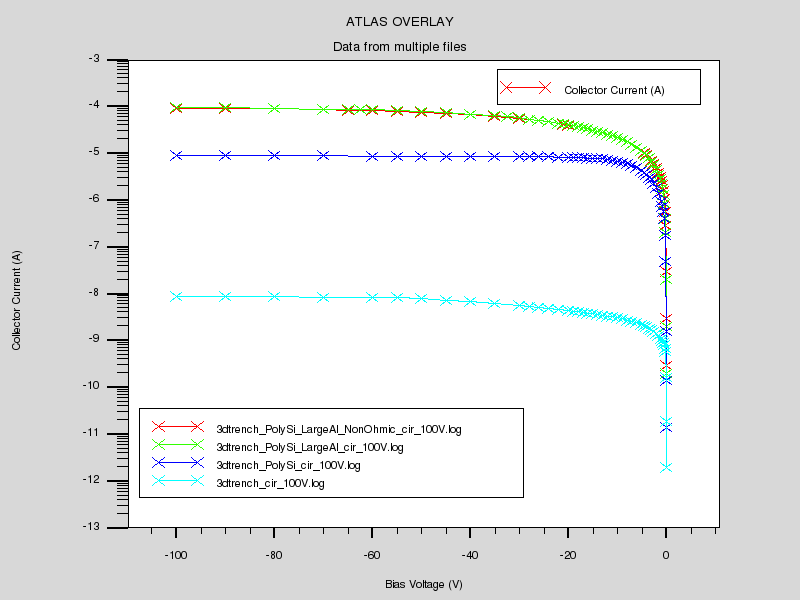 ATLAS OVERLAY
Data from multiple files
Collector Current (A)
-3
-4
-5
-6
-7
-8
-9
-10
-11
-12
-13
Collector Current (A)
3dtrench_PolySi_LargeAl_NonOhmic_cir_100V.log
3dtrench_PolySi_LargeAl_cir_100V.log
3dtrench_PolySi_cir_100V.log
3dtrench_cir_100V.log
-100 -80 -60 -40 -20 0
Bias Voltage (V)